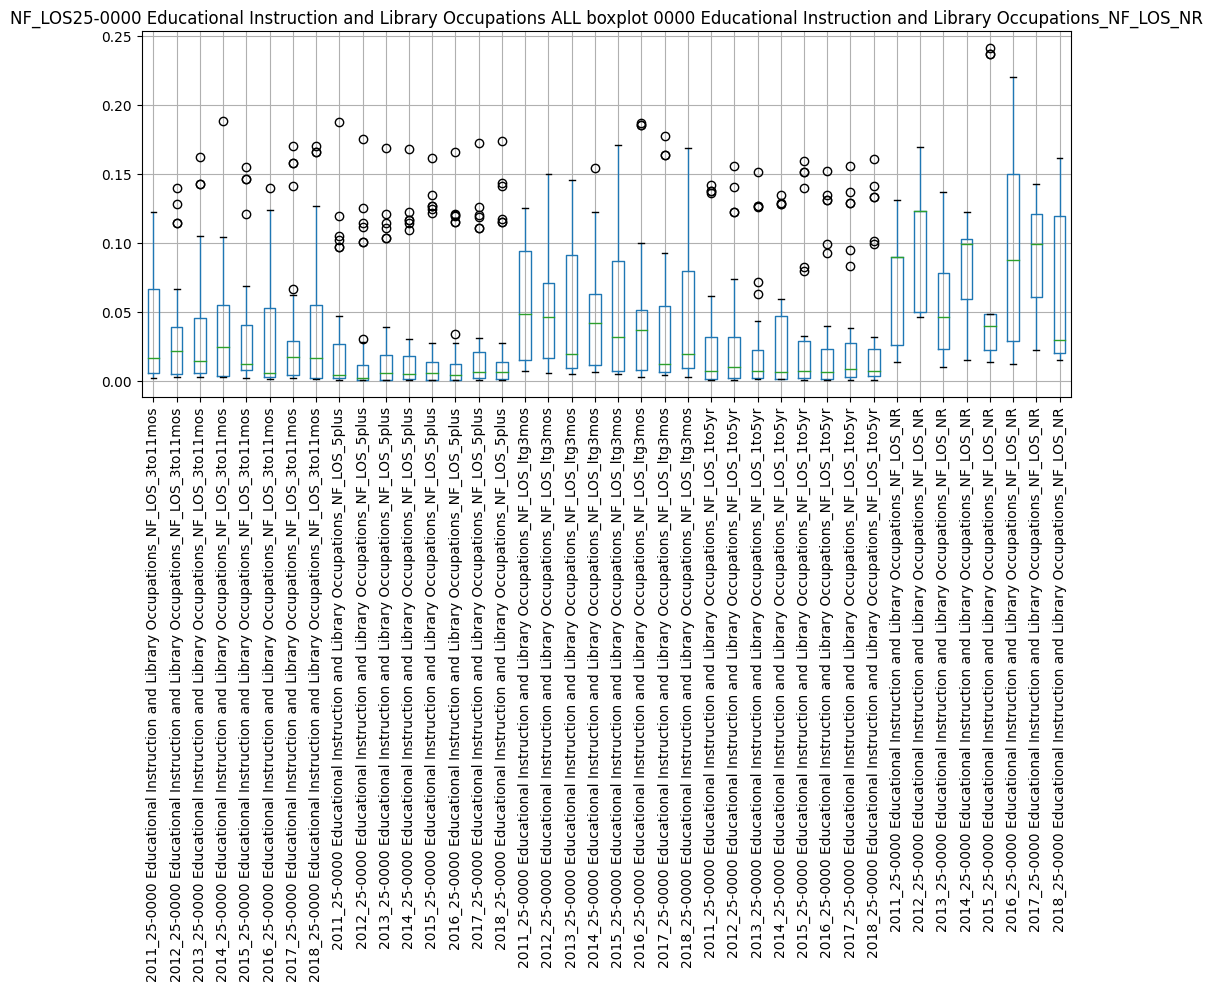 NF_LOS25-0000 Educational Instruction and Library Occupations ALL boxplot 0000 Educational Instruction and Library Occupations_NF_LOS_NR
0.25
0.20
0.15
0.10
0.05
0.00
2011_25-0000 Educational Instruction and Library Occupations_NF_LOS_3to11mos
2012_25-0000 Educational Instruction and Library Occupations_NF_LOS_3to11mos
2013_25-0000 Educational Instruction and Library Occupations_NF_LOS_3to11mos
2014_25-0000 Educational Instruction and Library Occupations_NF_LOS_3to11mos
2015_25-0000 Educational Instruction and Library Occupations_NF_LOS_3to11mos
2016_25-0000 Educational Instruction and Library Occupations_NF_LOS_3to11mos
2017_25-0000 Educational Instruction and Library Occupations_NF_LOS_3to11mos
2018_25-0000 Educational Instruction and Library Occupations_NF_LOS_3to11mos
2011_25-0000 Educational Instruction and Library Occupations_NF_LOS_5plus
2012_25-0000 Educational Instruction and Library Occupations_NF_LOS_5plus
2013_25-0000 Educational Instruction and Library Occupations_NF_LOS_5plus
2014_25-0000 Educational Instruction and Library Occupations_NF_LOS_5plus
2015_25-0000 Educational Instruction and Library Occupations_NF_LOS_5plus
2016_25-0000 Educational Instruction and Library Occupations_NF_LOS_5plus
2017_25-0000 Educational Instruction and Library Occupations_NF_LOS_5plus
2018_25-0000 Educational Instruction and Library Occupations_NF_LOS_5plus
2011_25-0000 Educational Instruction and Library Occupations_NF_LOS_ltg3mos
2012_25-0000 Educational Instruction and Library Occupations_NF_LOS_ltg3mos
2013_25-0000 Educational Instruction and Library Occupations_NF_LOS_ltg3mos
2014_25-0000 Educational Instruction and Library Occupations_NF_LOS_ltg3mos
2015_25-0000 Educational Instruction and Library Occupations_NF_LOS_ltg3mos
2016_25-0000 Educational Instruction and Library Occupations_NF_LOS_ltg3mos
2017_25-0000 Educational Instruction and Library Occupations_NF_LOS_ltg3mos
2018_25-0000 Educational Instruction and Library Occupations_NF_LOS_ltg3mos
2011_25-0000 Educational Instruction and Library Occupations_NF_LOS_1to5yr
2012_25-0000 Educational Instruction and Library Occupations_NF_LOS_1to5yr
2013_25-0000 Educational Instruction and Library Occupations_NF_LOS_1to5yr
2014_25-0000 Educational Instruction and Library Occupations_NF_LOS_1to5yr
2015_25-0000 Educational Instruction and Library Occupations_NF_LOS_1to5yr
2016_25-0000 Educational Instruction and Library Occupations_NF_LOS_1to5yr
2017_25-0000 Educational Instruction and Library Occupations_NF_LOS_1to5yr
2018_25-0000 Educational Instruction and Library Occupations_NF_LOS_1to5yr
2011_25-0000 Educational Instruction and Library Occupations_NF_LOS_NR
2012_25-0000 Educational Instruction and Library Occupations_NF_LOS_NR
2013_25-0000 Educational Instruction and Library Occupations_NF_LOS_NR
2014_25-0000 Educational Instruction and Library Occupations_NF_LOS_NR
2015_25-0000 Educational Instruction and Library Occupations_NF_LOS_NR
2016_25-0000 Educational Instruction and Library Occupations_NF_LOS_NR
2017_25-0000 Educational Instruction and Library Occupations_NF_LOS_NR
2018_25-0000 Educational Instruction and Library Occupations_NF_LOS_NR